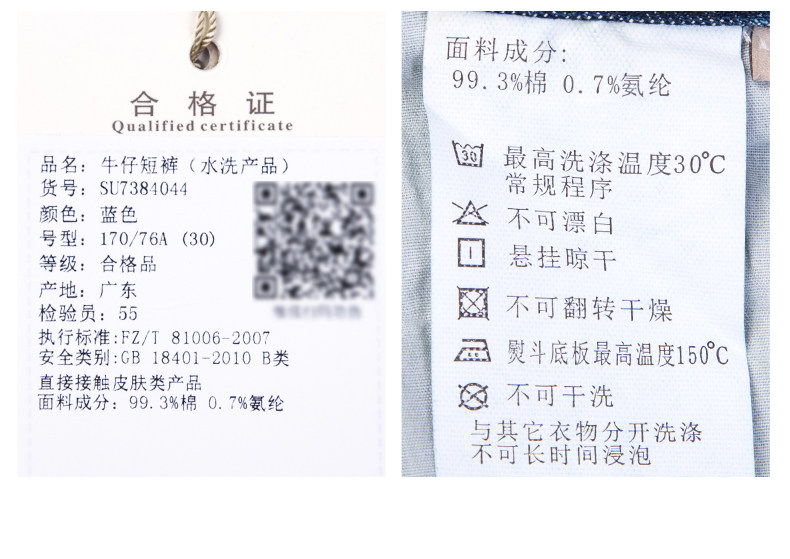 合格证
Qualified certificate
品名：牛仔短裤（水洗产品）
货号：SU7384044
颜色：蓝色
号型：170/76A (30)
等级：合格品
产地：广东
检验员：55
执行标准:FZ/T 81006-2007
安全类别:GB 18401-2010 B类
直接接触皮肤类产品
面料成分：99.3%棉 0.7%氨纶
面料成分:
99.3%棉 0.7%氨纶
30 最高洗涤温度30℃
常规程序
不可漂白
悬挂晾干
不可翻转干燥
熨斗底板最高温度150℃
不可干洗
与其它衣物分开洗涤
不可长时间浸泡